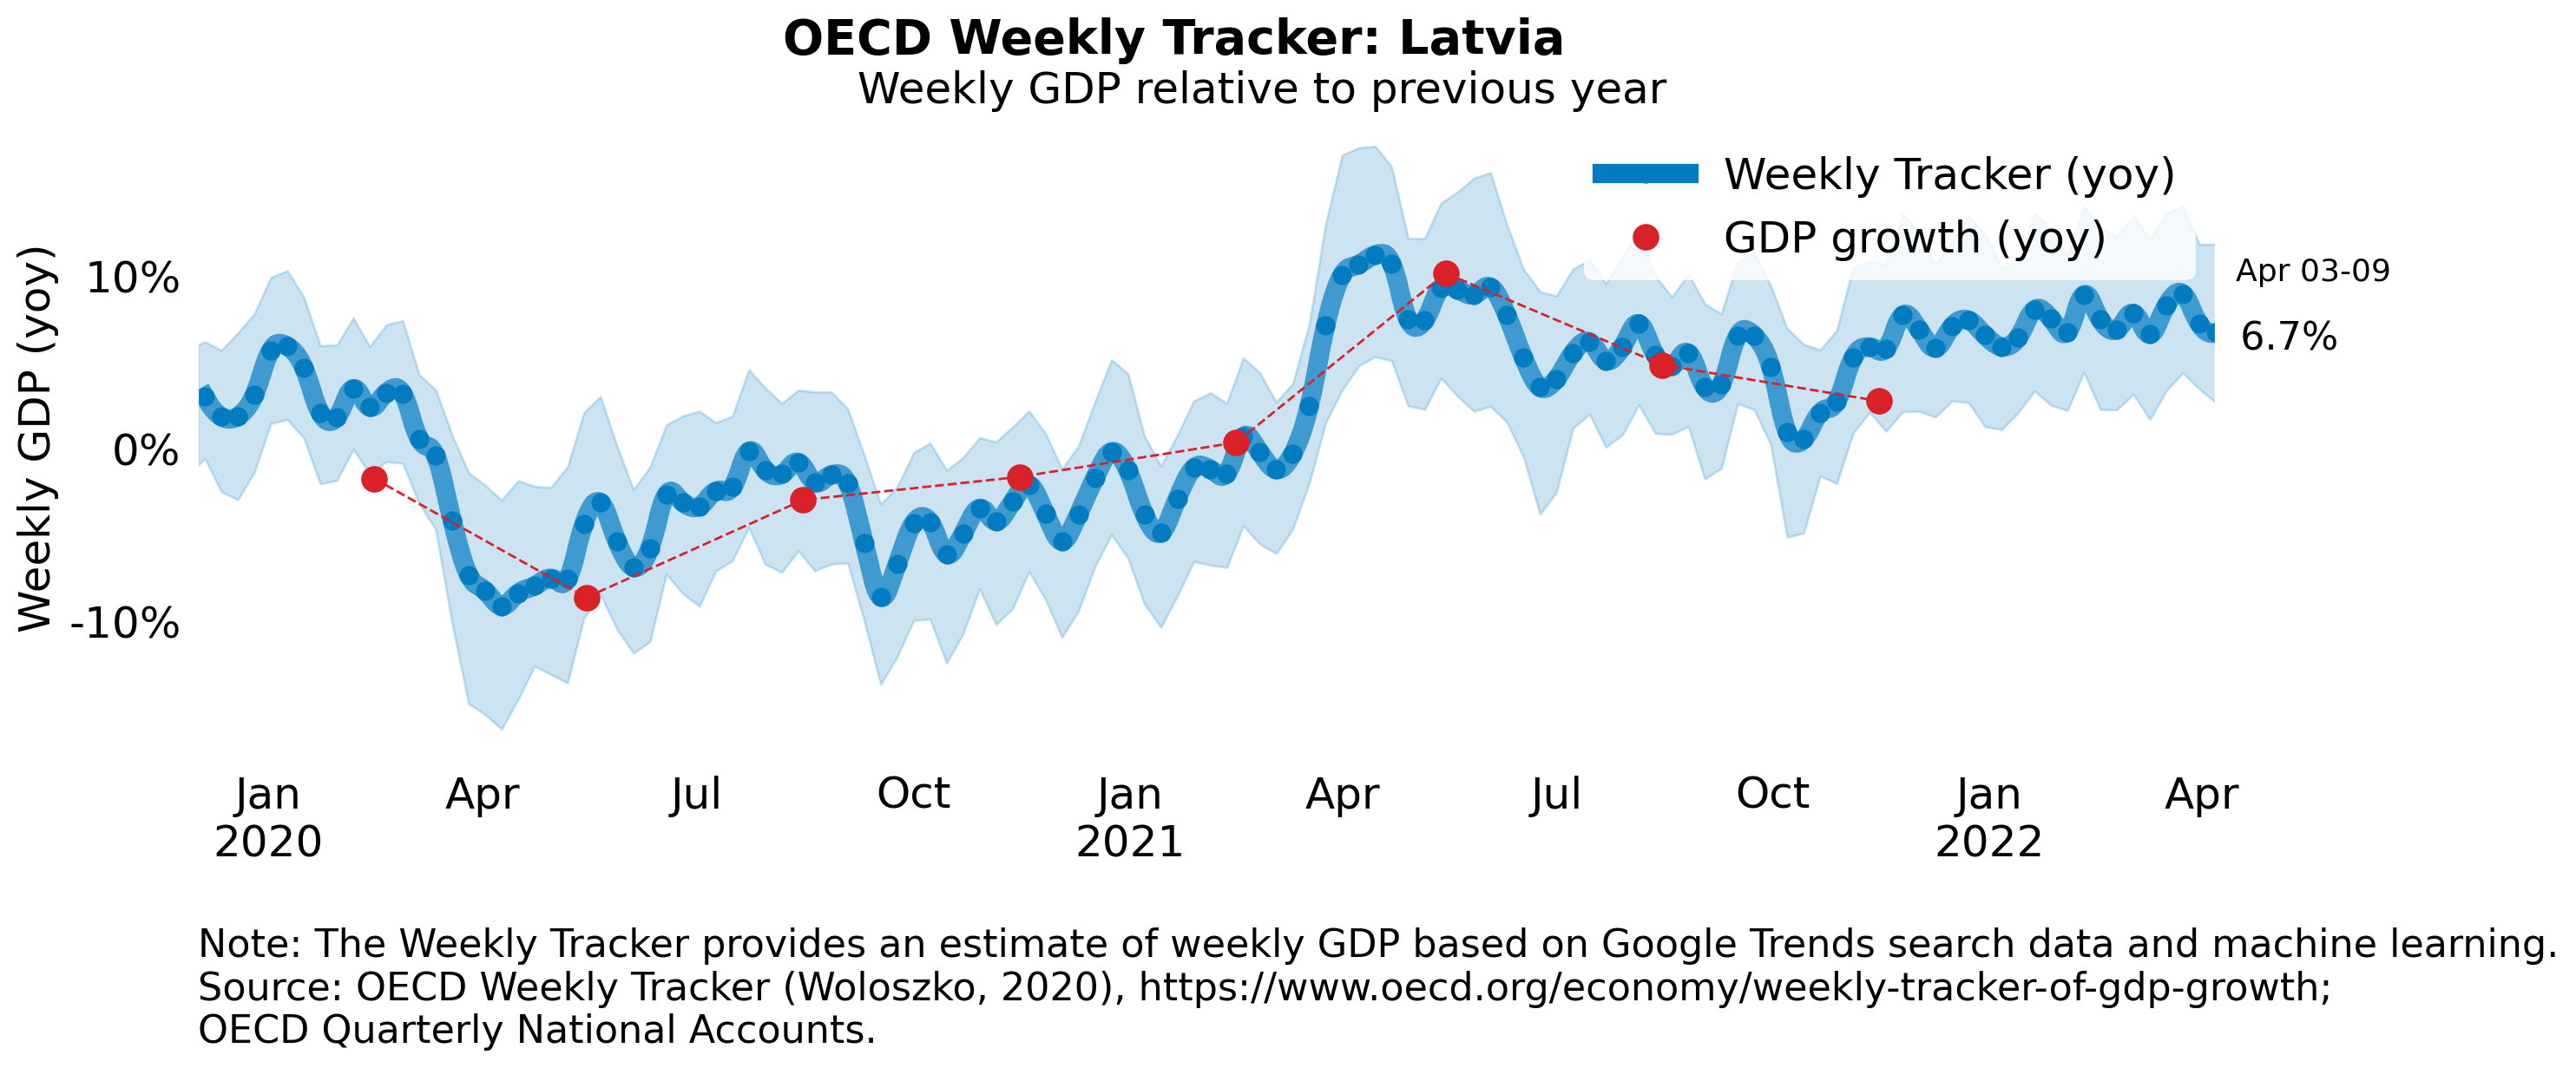 OECD Weekly Tracker: Latvia
Weekly GDP relative to previous year
Weekly Tracker (yoy)
GDP growth (yoy)
Weekly GDP (yoy)
10%
0%
-10%
Apr 03-09
6.7%
Jan Apr Jul Oct Jan Apr Jul Oct Jan Apr
2020 2021 2022
Note: The Weekly Tracker provides an estimate of weekly GDP based on Google Trends search data and machine learning.
Source: OECD Weekly Tracker (Woloszko, 2020), https://www.oecd.org/economy/weekly-tracker-of-gdp-growth;
OECD Quarterly National Accounts.